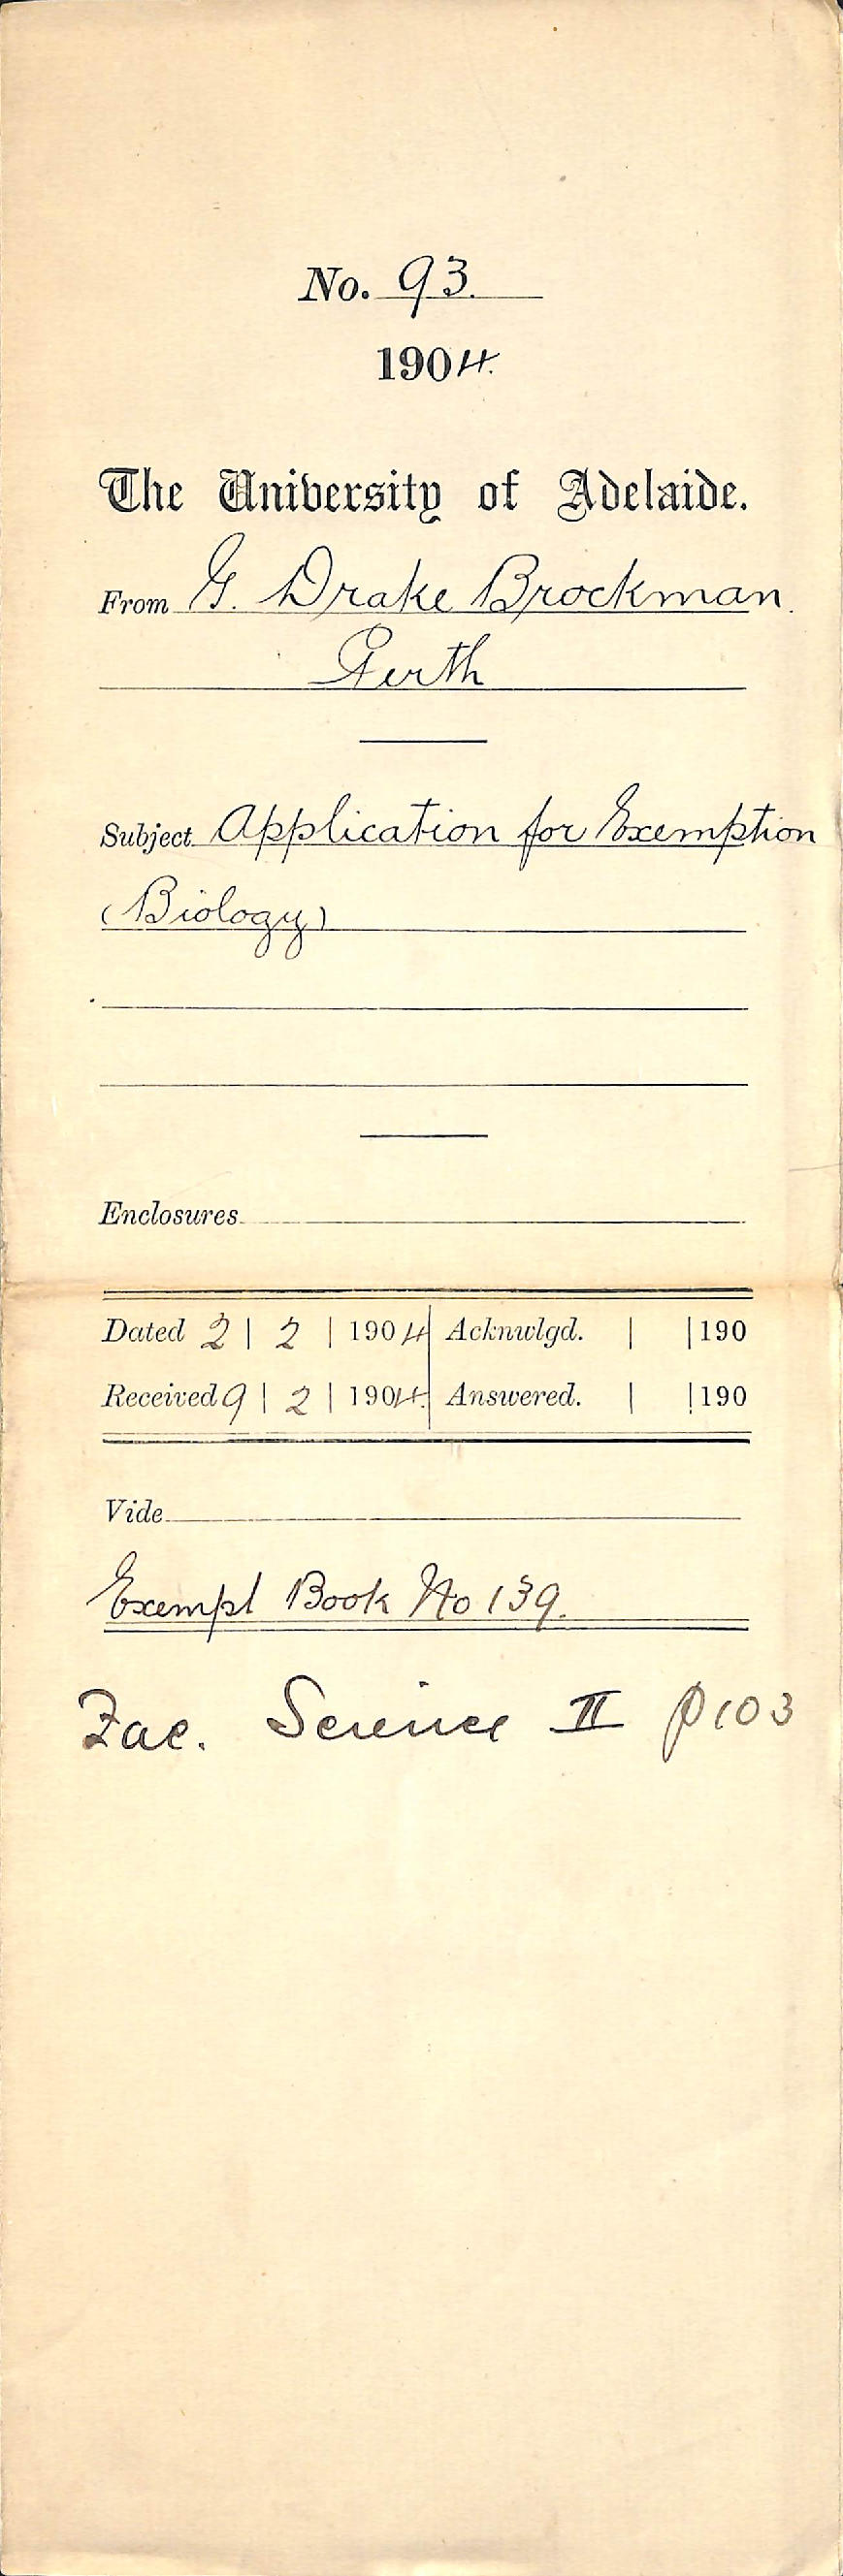 No. 93.
1904.
The University of Adelaide.
From G. Drake Brockman.
Perth
Subject Application for Exemption
(Biology)
Enclosures
Dated 2 | 2 | 1904 Acknwlgd. | |190
Received 9 | 2 | 1904. Answered. | |190
Vide
Exempt Book No 139.
Fac. Science II p103